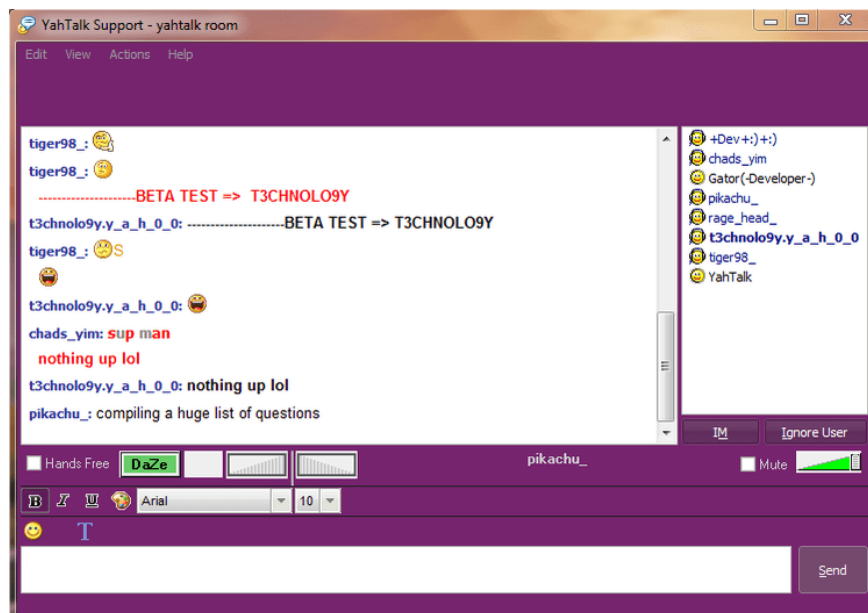 YahTalk Support - yahtalk room
Edit View Actions Help
tiger98_:
tiger98_:
---------------------BETA TEST => T3CHNOLO9Y
t3chnolo9y.y_a_h_0_0: ---------------------BETA TEST => T3CHNOLO9Y
tiger98_: S
t3chnolo9y.y_a_h_0_0:
chads_yim: sup man
nothing up lol
t3chnolo9y.y_a_h_0_0: nothing up lol
pikachu_: compiling a huge list of questions
+Dev+:)+:)
chads_yim
Gator(-Developer-)
pikachu_
rage_head_
t3chnolo9y.y_a_h_0_0
tiger98_
YahTalk
IM Ignore User
Hands Free DaZe pikachu_ Mute
B I U Arial 10
T
Send